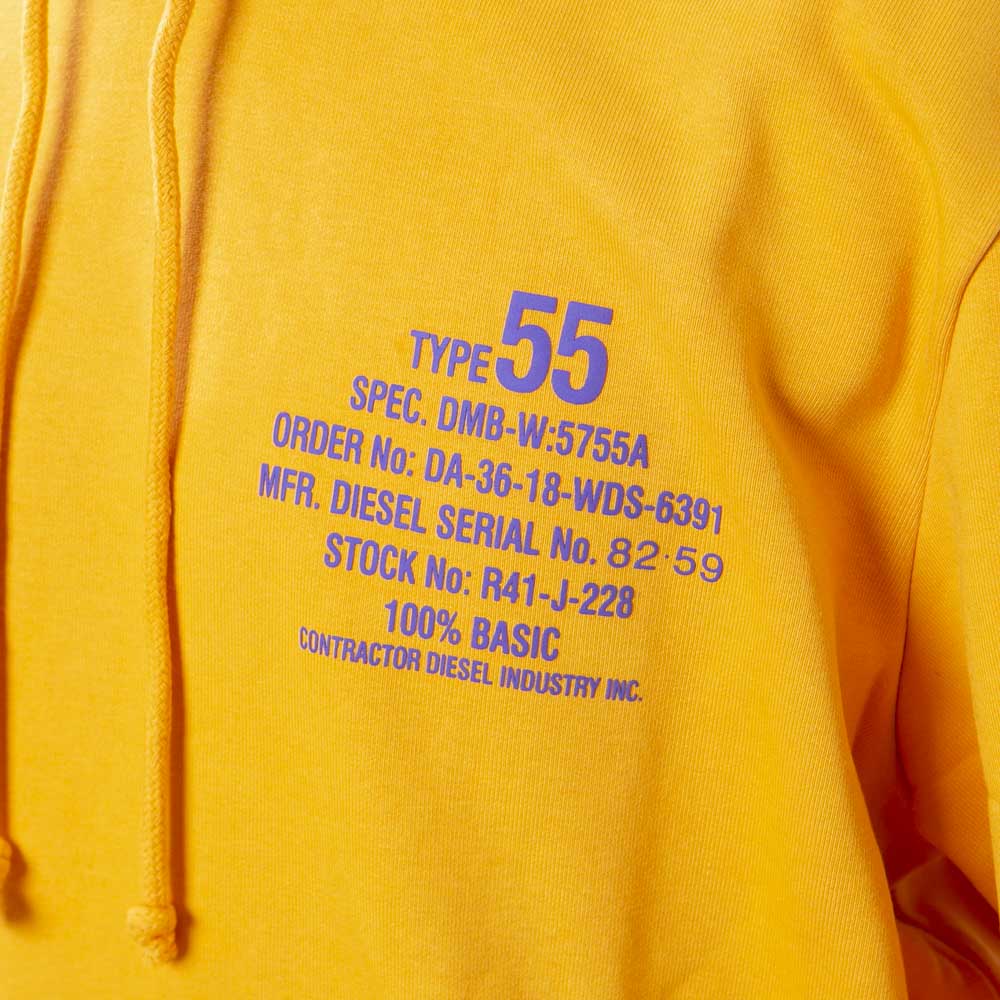 TYPE 55
SPEC. DMB-W:5755A
ORDER No: DA-36-18-WDS-6391
MFR. DIESEL SERIAL No. 82·59
STOCK No: R41-J-228
100% BASIC
CONTRACTOR DIESEL INDUSTRY INC.